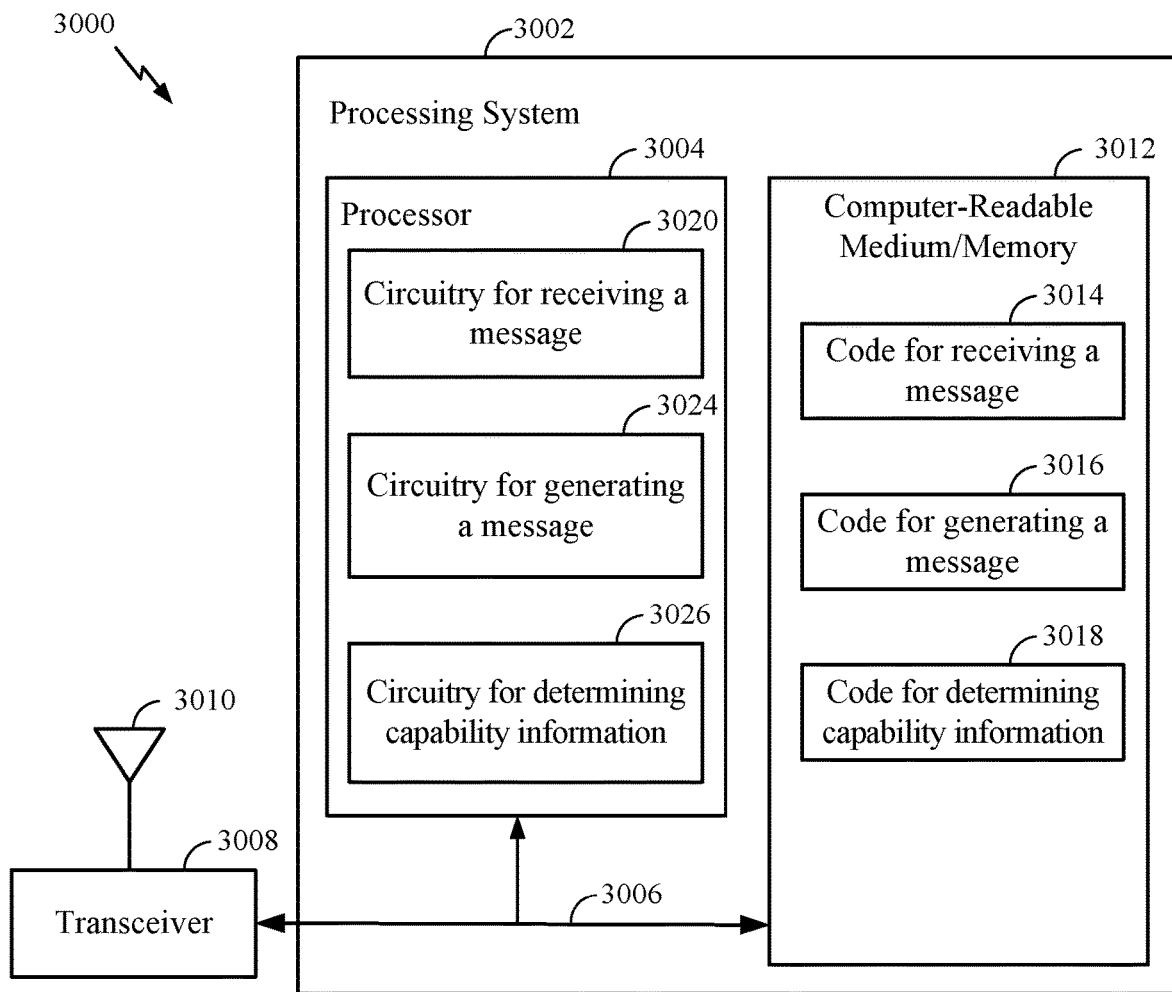 3000
3002
Processing System
3004
Processor
3020
Circuitry for receiving a
message
3024
Circuitry for generating
a message
3026
Circuitry for determining
capability information
3012
Computer-Readable
Medium/Memory
3014
Code for receiving a
message
3016
Code for generating a
message
3018
Code for determining
capability information
3010
3008
Transceiver
3006